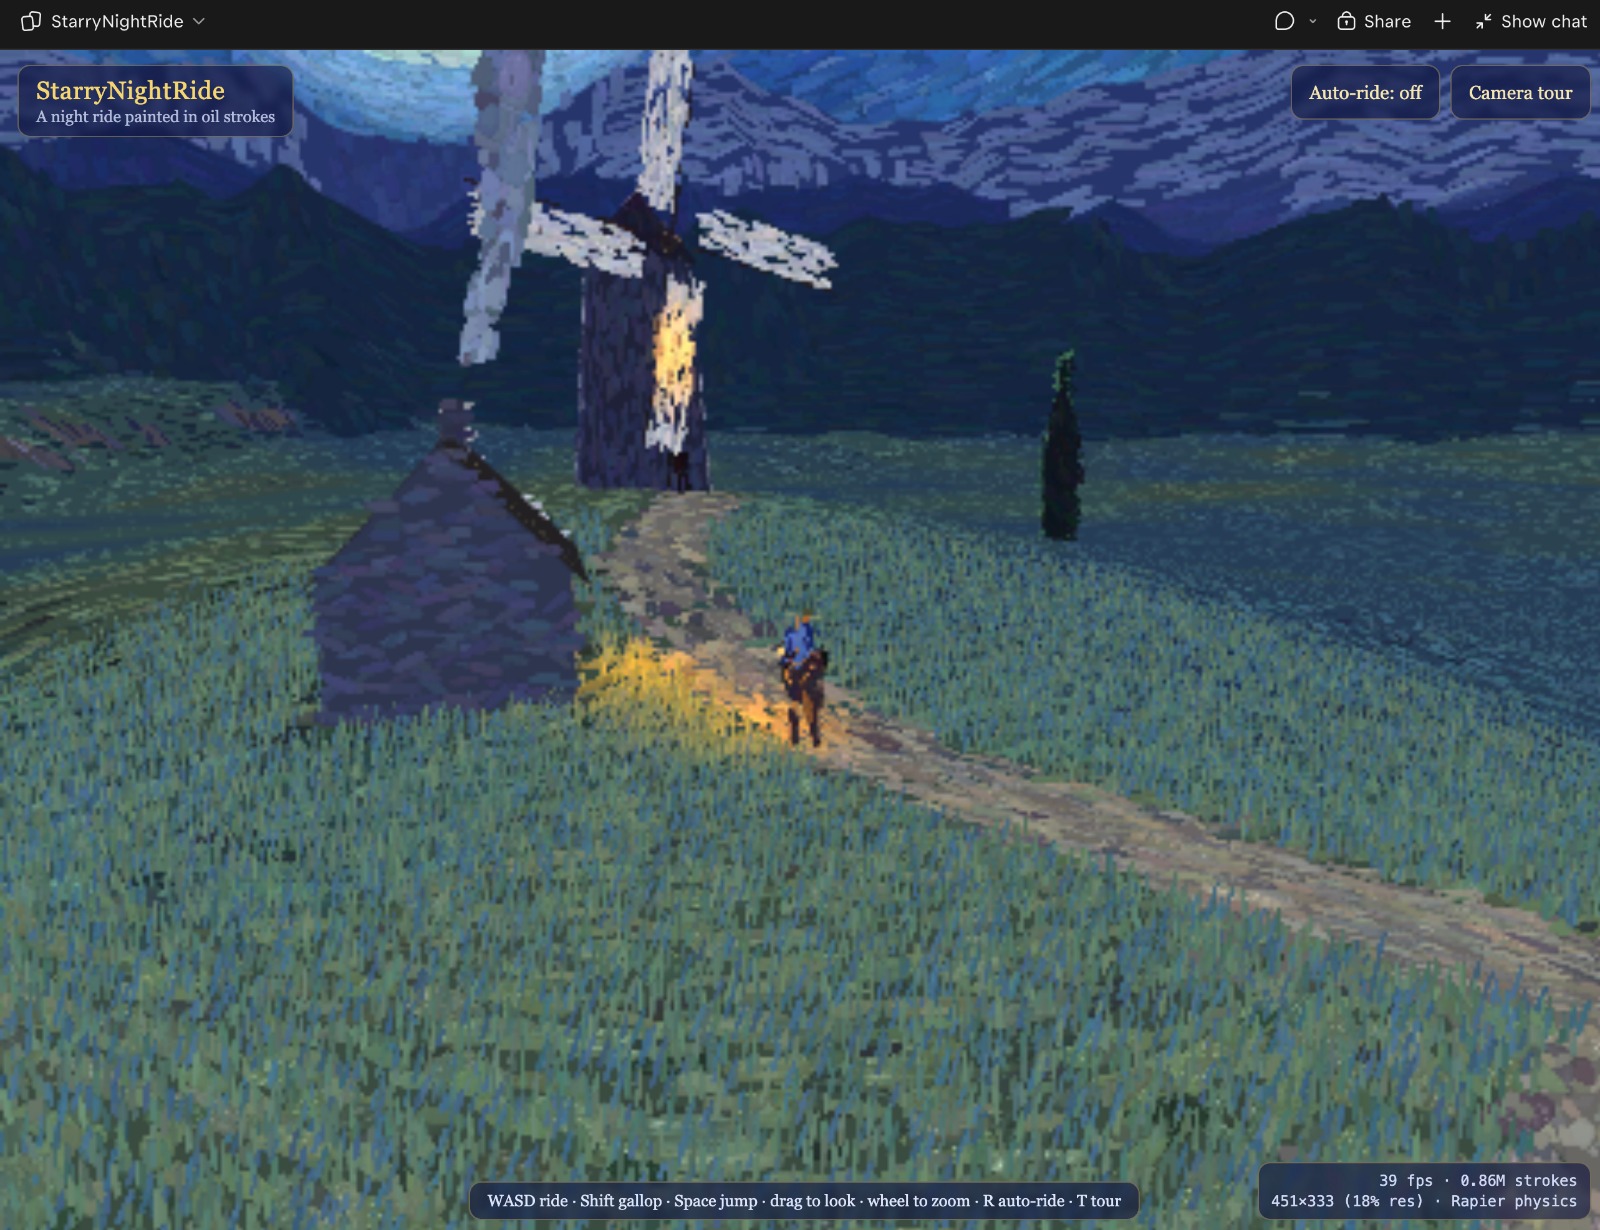 StarryNightRide
Share
Show chat
StarryNightRide
A night ride painted in oil strokes
Auto-ride: off
Camera tour
WASD ride · Shift gallop · Space jump · drag to look · wheel to zoom · R auto-ride · T tour
39 fps · 0.86M strokes
451×333 (18% res) · Rapier physics